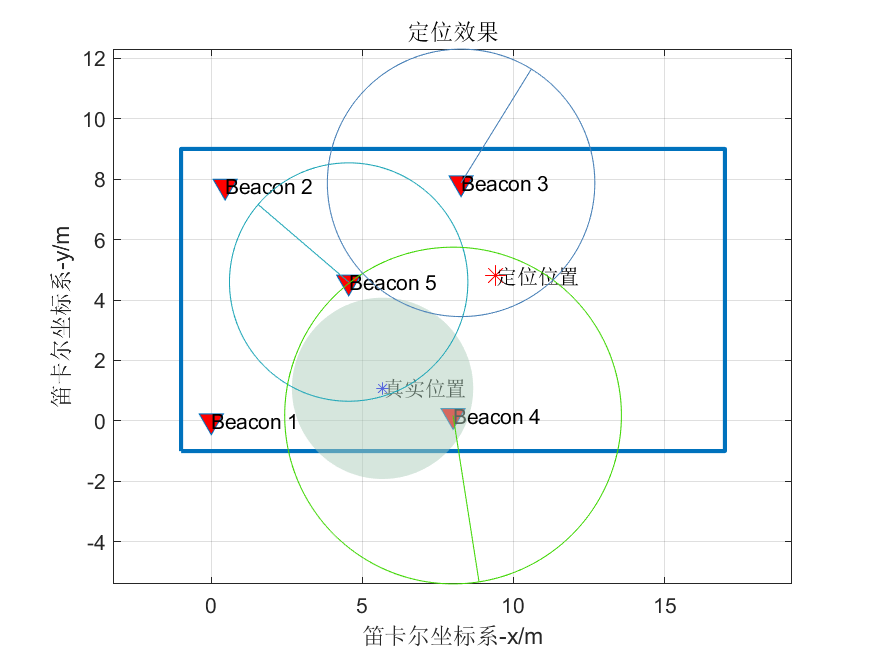 定位效果
12
10
8
6
4
2
0
-2
-4
笛卡尔坐标系-y/m
Beacon 2
Beacon 3
定位位置
Beacon 5
真实位置
Beacon 4
Beacon 1
0
5
10
15
笛卡尔坐标系-x/m